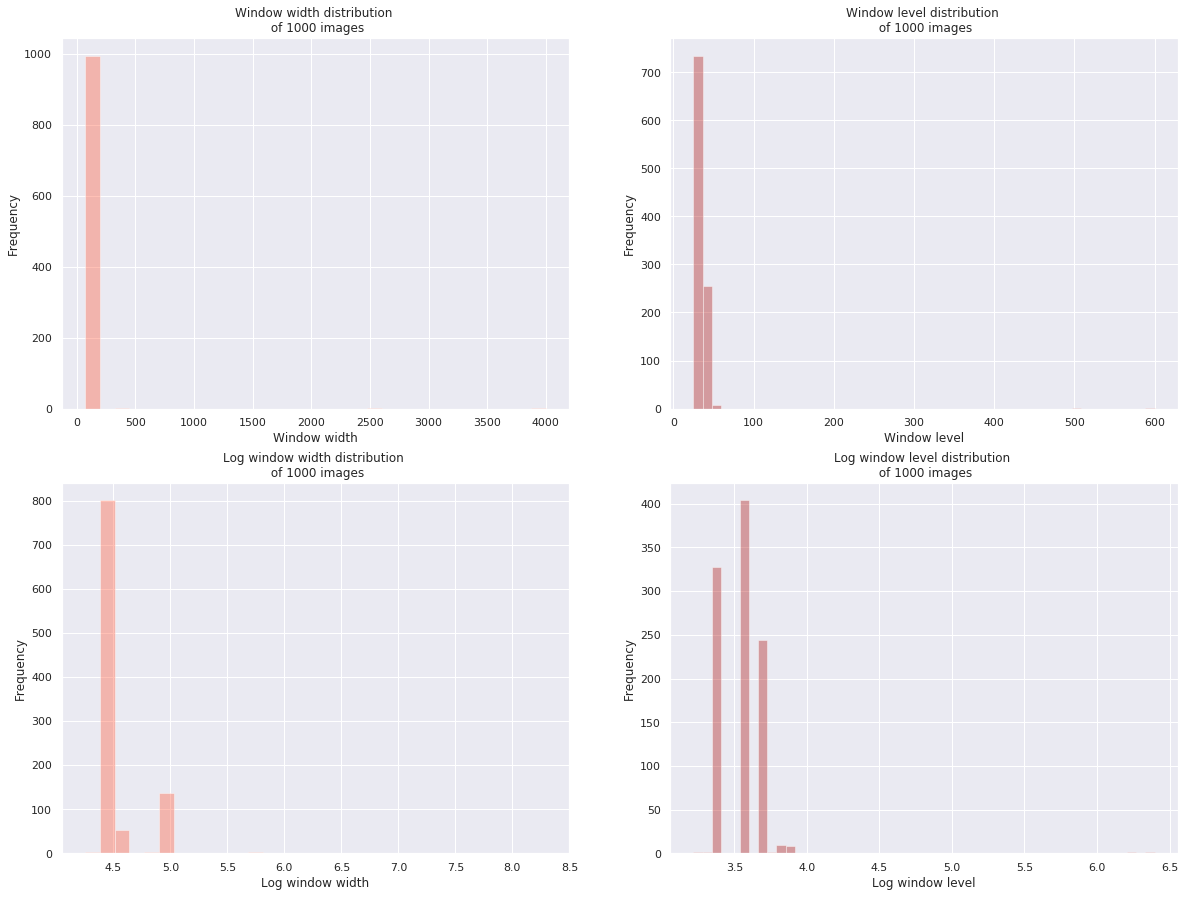 Window width distribution
of 1000 images
1000
800
600
400
200
0
Frequency
0 500 1000 1500 2000 2500 3000 3500 4000
Window width
Window level distribution
of 1000 images
700
600
500
400
300
200
100
0
Frequency
0 100 200 300 400 500 600
Window level
Log window width distribution
of 1000 images
800
700
600
500
400
300
200
100
0
Frequency
4.5 5.0 5.5 6.0 6.5 7.0 7.5 8.0 8.5
Log window width
Log window level distribution
of 1000 images
400
350
300
250
200
150
100
50
0
Frequency
3.5 4.0 4.5 5.0 5.5 6.0 6.5
Log window level